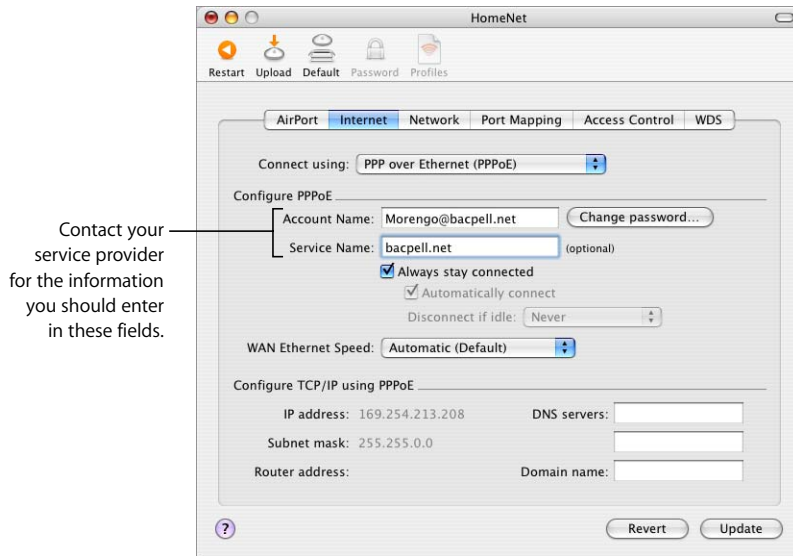 HomeNet
Restart Upload Default Password Profiles
AirPort Internet Network Port Mapping Access Control WDS
Connect using: PPP over Ethernet (PPPoE)
Configure PPPoE
Account Name: Morengo@bacpell.net Change password...
Service Name: bacpell.net (optional)
Always stay connected
Automatically connect
Disconnect if idle: Never
WAN Ethernet Speed: Automatic (Default)
Configure TCP/IP using PPPoE
IP address: 169.254.213.208 DNS servers:
Subnet mask: 255.255.0.0
Router address: Domain name:
? Revert Update
Contact your
service provider
for the information
you should enter
in these fields.